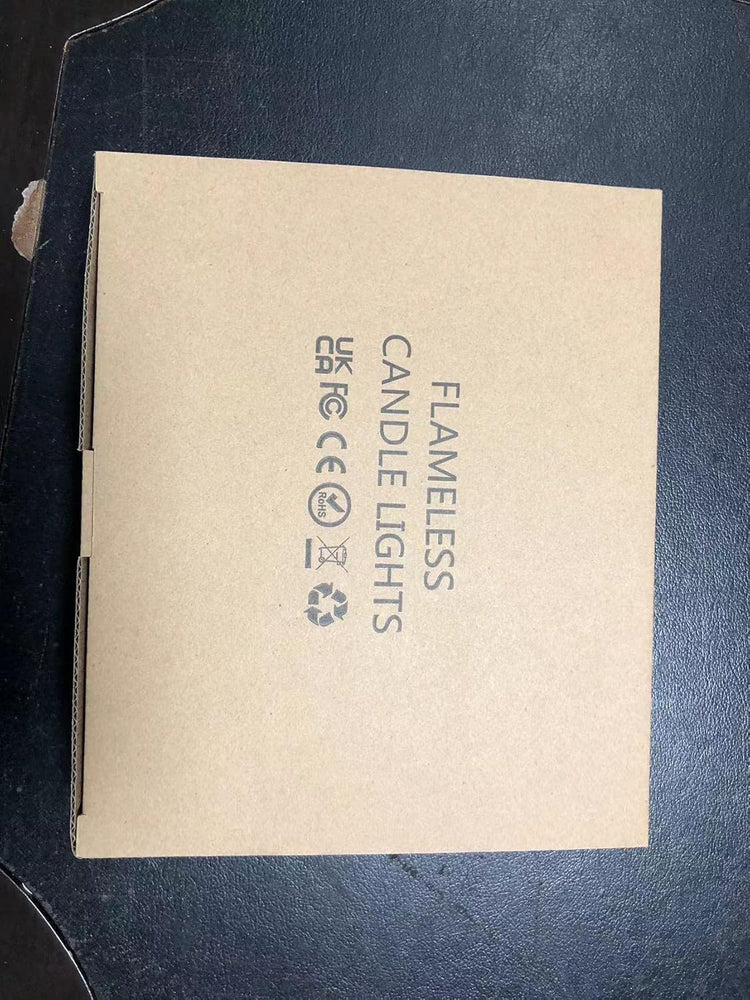 FLAMELESS
CANDLE LIGHTS
UK
CA FC CE RoHS